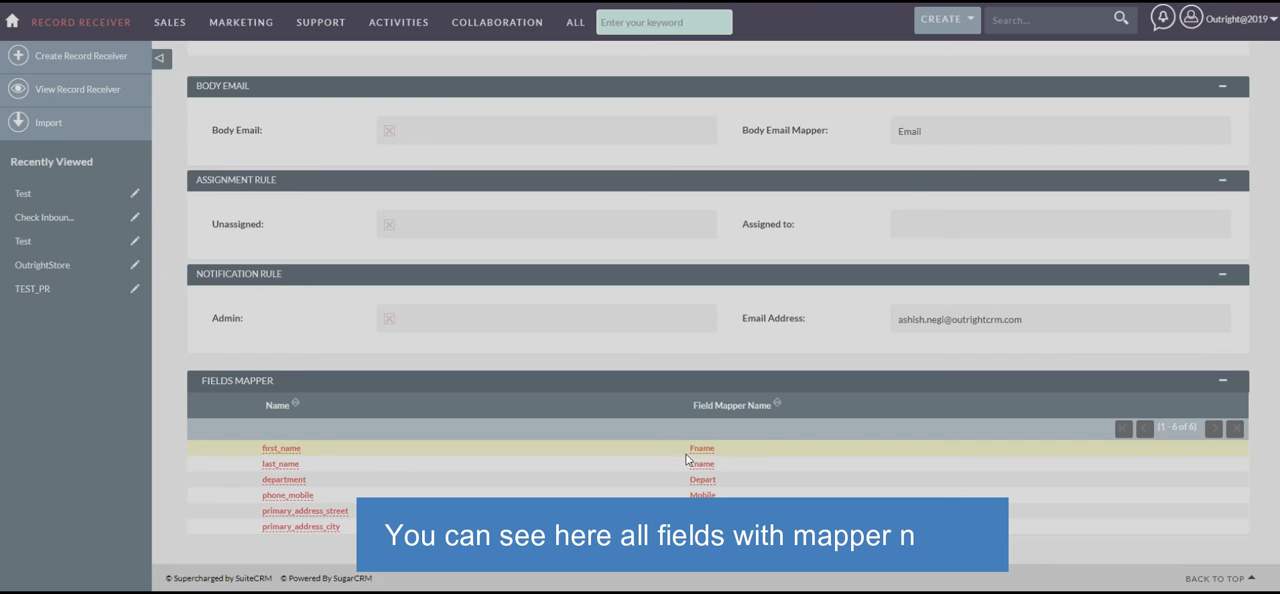 RECORD RECEIVER SALES MARKETING SUPPORT ACTIVITIES COLLABORATION ALL Enter your keyword CREATE Search... Outright@2019
Create Record Receiver
View Record Receiver
Import
Recently Viewed
Test
Check Inboun...
Test
OutrightStore
TEST_PR
BODY EMAIL
Body Email: Body Email Mapper: Email
ASSIGNMENT RULE
Unassigned: Assigned to:
NOTIFICATION RULE
Admin: Email Address: ashish.negi@outrightcrm.com
FIELDS MAPPER
Name Field Mapper Name
(1 - 6 of 6)
first_name Fname
last_name Lname
department Depart
phone_mobile Mobile
primary_address_street
primary_address_city
You can see here all fields with mapper n
© Supercharged by SuiteCRM © Powered By SugarCRM BACK TO TOP